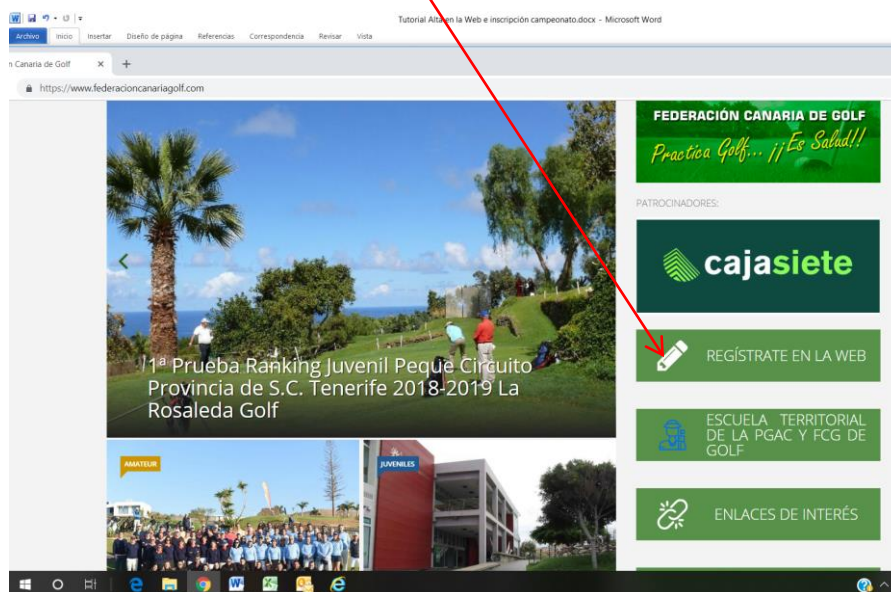 Tutorial Alta en la Web e inscripción campeonato.docx - Microsoft Word
Archivo Inicio Insertar Diseño de página Referencias Correspondencia Revisar Vista
n Canaria de Golf
https://www.federacioncanariagolf.com
FEDERACIÓN CANARIA DE GOLF
Practica Golf... ¡¡Es Salud!!
PATROCINADORES:
cajasiete
1ª Prueba Ranking Juvenil Peque Circuito
Provincia de S.C. Tenerife 2018-2019 La
Rosaleda Golf
REGÍSTRATE EN LA WEB
ESCUELA TERRITORIAL
DE LA PGAC Y FCG DE
GOLF
AMATEUR
JUVENILES
ENLACES DE INTERÉS